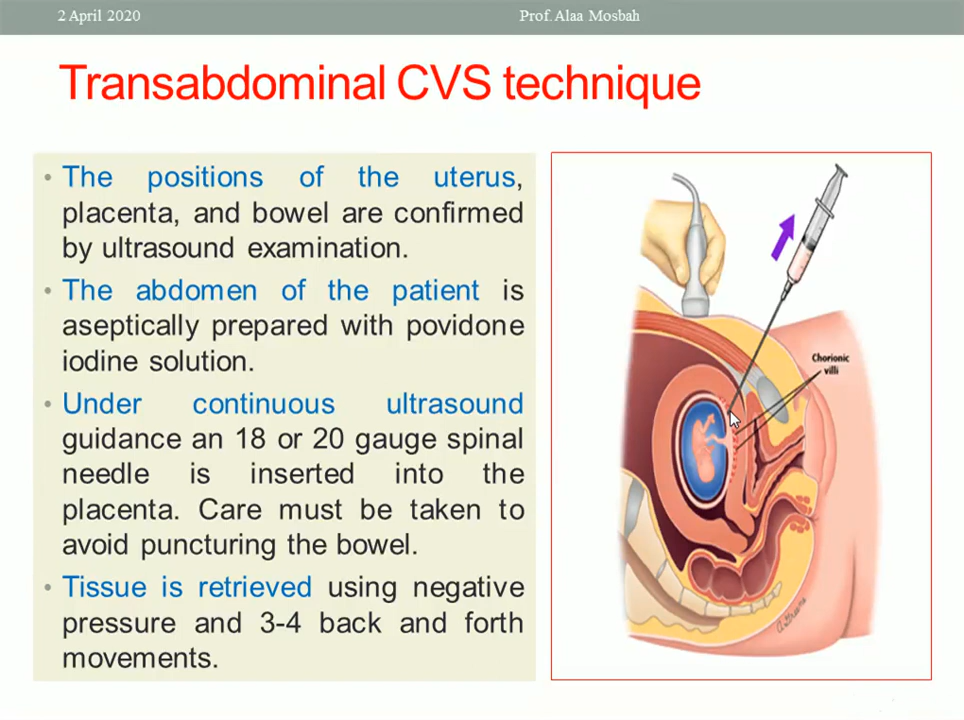 2 April 2020
Prof. Alaa Mosbah
Transabdominal CVS technique
• The positions of the uterus,
placenta, and bowel are confirmed
by ultrasound examination.
• The abdomen of the patient is
aseptically prepared with povidone
iodine solution.
• Under continuous ultrasound
guidance an 18 or 20 gauge spinal
needle is inserted into the
placenta. Care must be taken to
avoid puncturing the bowel.
• Tissue is retrieved using negative
pressure and 3-4 back and forth
movements.
Chorionic
villi